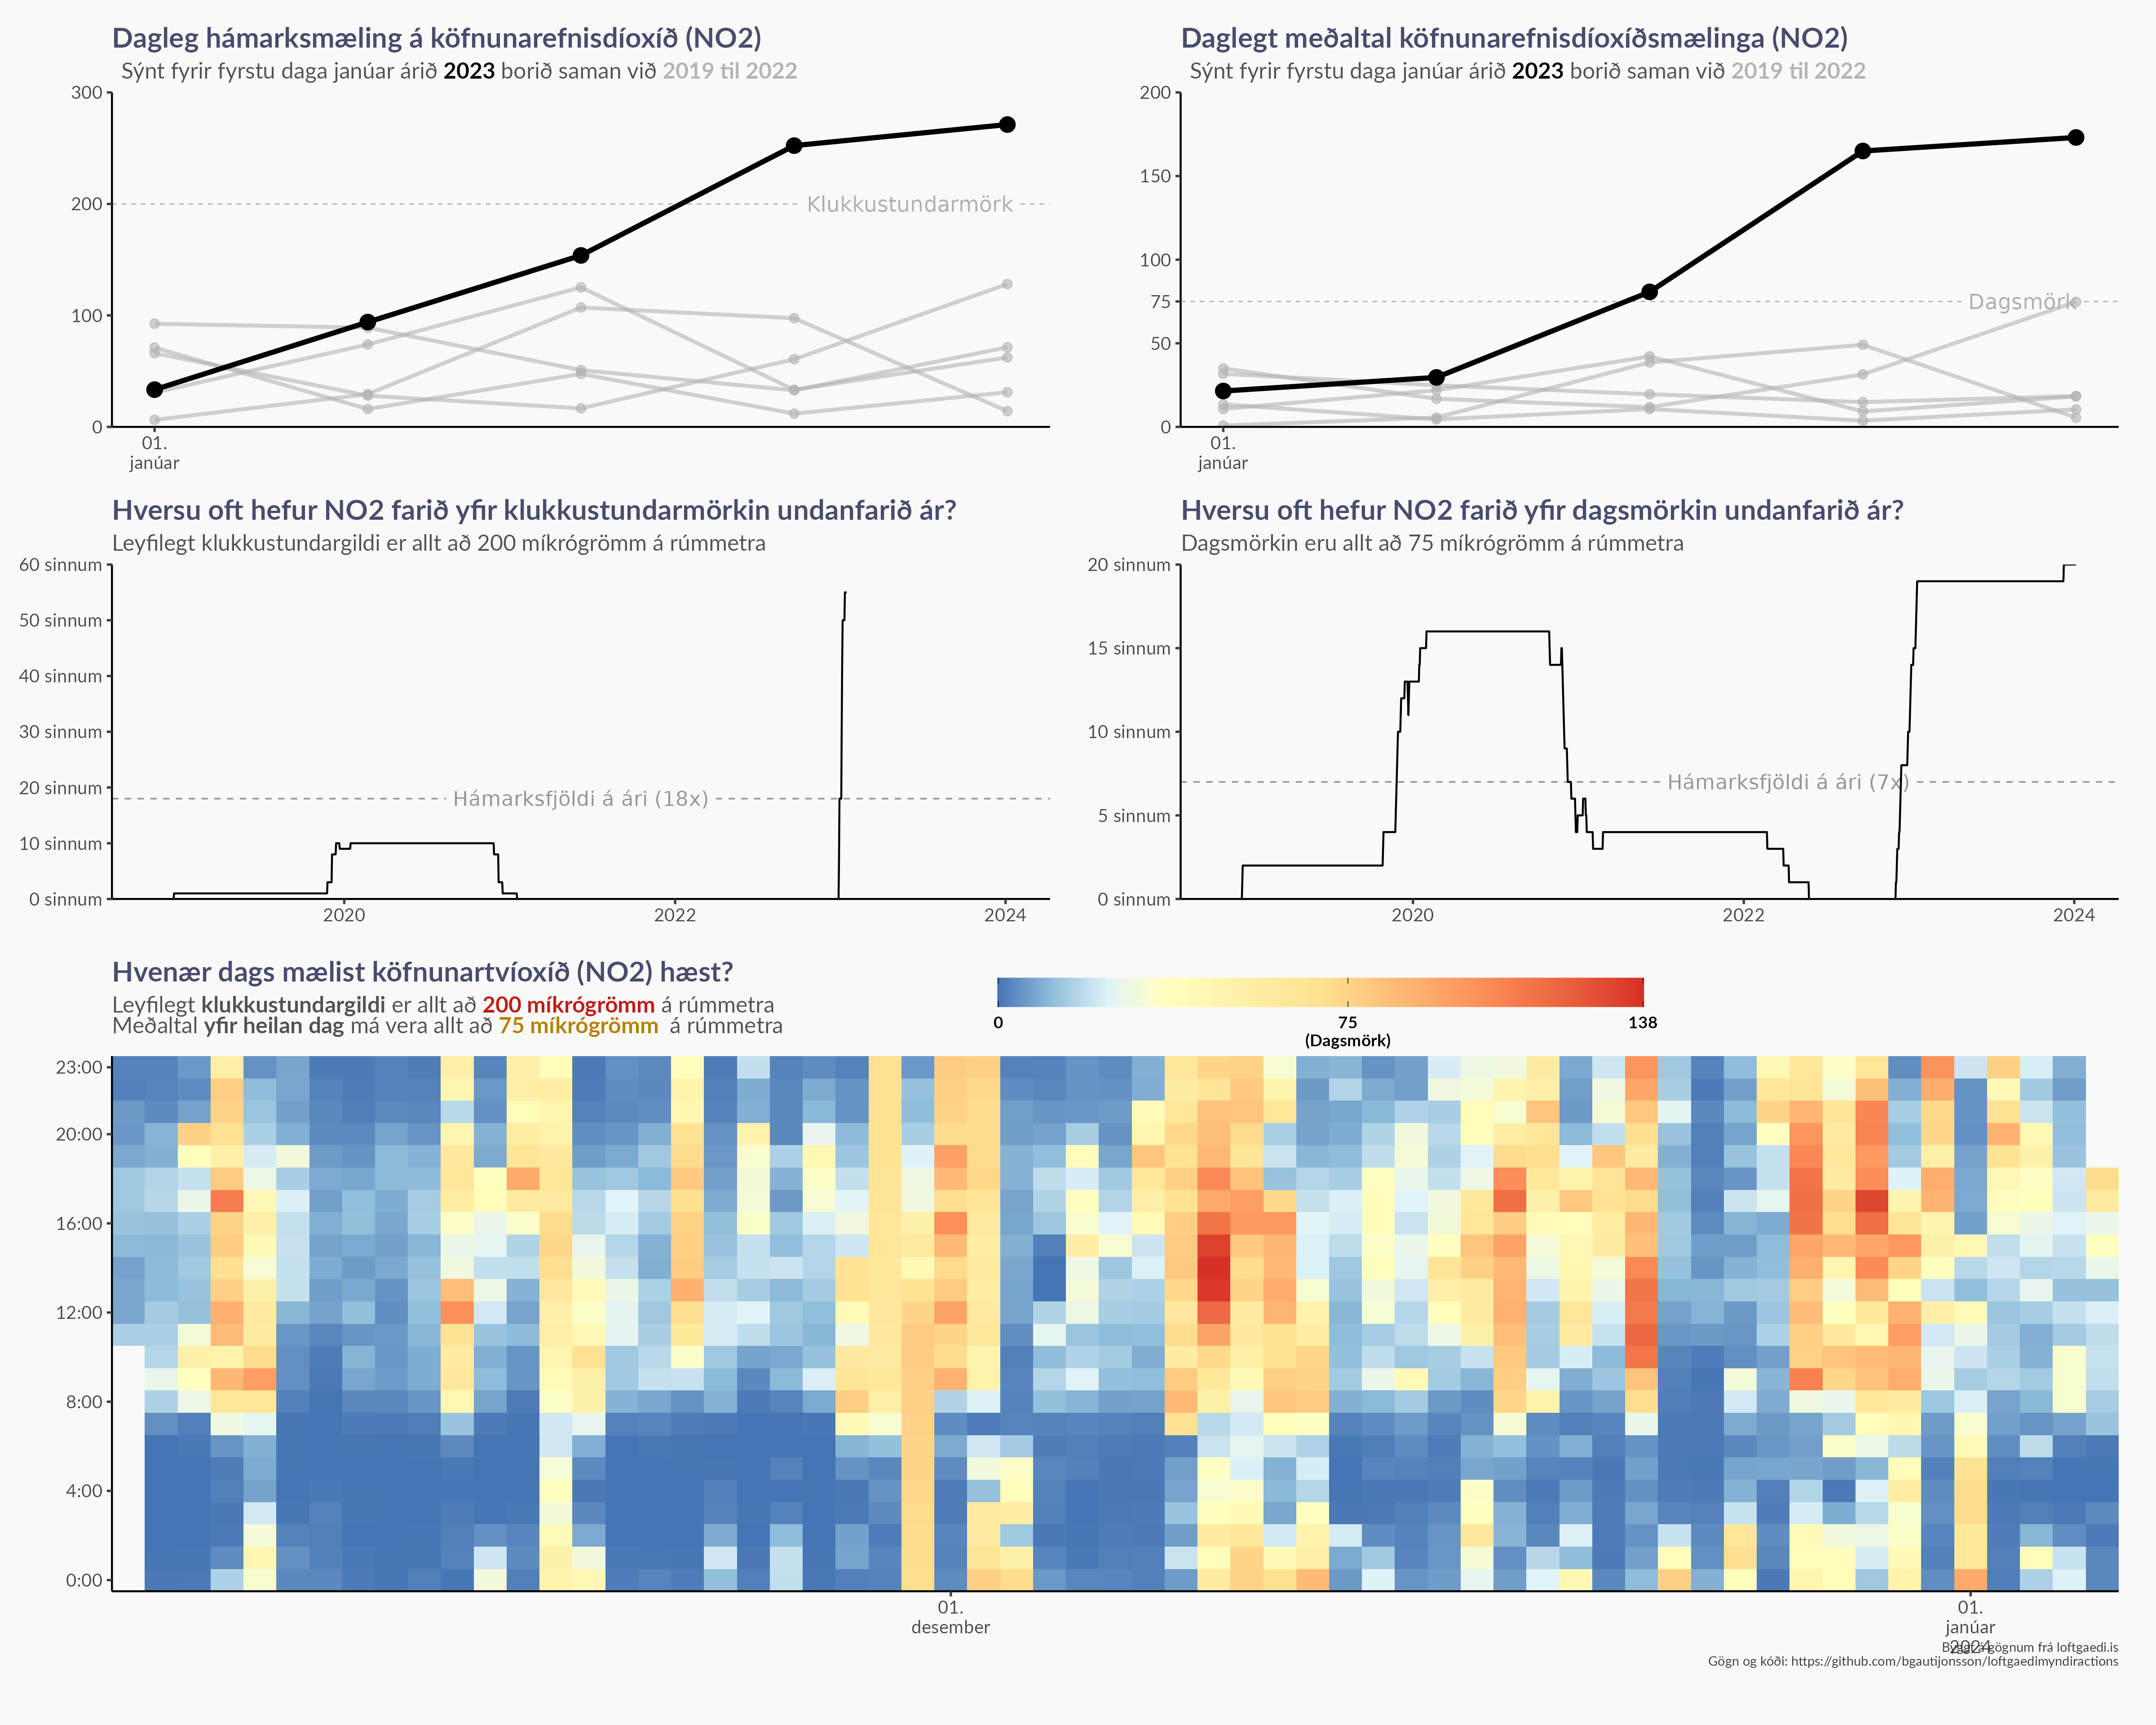 Dagleg hámarksmæling á köfnunarefnisdíoxíð (NO2)
Sýnt fyrir fyrstu daga janúar árið 2023 borið saman við 2019 til 2022
300
200
100
0
Klukkustundarmörk
01.
janúar
Daglegt meðaltal köfnunarefnisdíoxíðsmælinga (NO2)
Sýnt fyrir fyrstu daga janúar árið 2023 borið saman við 2019 til 2022
200
150
100
75
50
0
Dagsmörk
01.
janúar
Hversu oft hefur NO2 farið yfir klukkustundarmörkin undanfarið ár?
Leyfilegt klukkustundargildi er allt að 200 míkrógrömm á rúmmetra
60 sinnum
50 sinnum
40 sinnum
30 sinnum
20 sinnum
10 sinnum
0 sinnum
Hámarksfjöldi á ári (18x)
2020 2022 2024
Hversu oft hefur NO2 farið yfir dagsmörkin undanfarið ár?
Dagsmörkin eru allt að 75 míkrógrömm á rúmmetra
20 sinnum
15 sinnum
10 sinnum
5 sinnum
0 sinnum
Hámarksfjöldi á ári (7x)
2020 2022 2024
Hvenær dags mælist köfnunartvíoxíð (NO2) hæst?
Leyfilegt klukkustundargildi er allt að 200 míkrógrömm á rúmmetra
Meðaltal yfir heilan dag má vera allt að 75 míkrógrömm á rúmmetra
0 75 138
(Dagsmörk)
23:00
20:00
16:00
12:00
8:00
4:00
0:00
01.
desember
01.
janúar
2024
Byggt á gögnum frá loftgaedi.is
Gögn og kóði: https://github.com/bgautijonsson/loftgaedimyndiractions